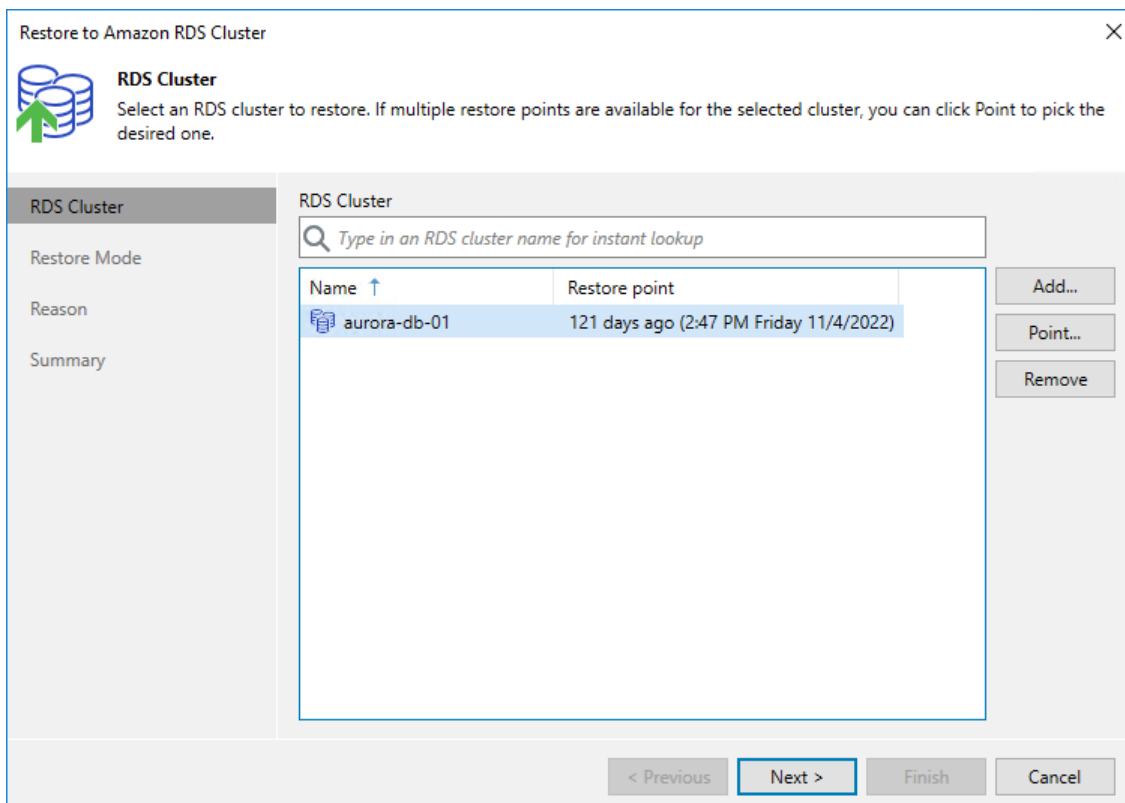 Restore to Amazon RDS Cluster
RDS Cluster
Select an RDS cluster to restore. If multiple restore points are available for the selected cluster, you can click Point to pick the
desired one.
RDS Cluster
Restore Mode
Reason
Summary
RDS Cluster
Type in an RDS cluster name for instant lookup
Name Restore point
aurora-db-01 121 days ago (2:47 PM Friday 11/4/2022)
Add...
Point...
Remove
< Previous Next > Finish Cancel